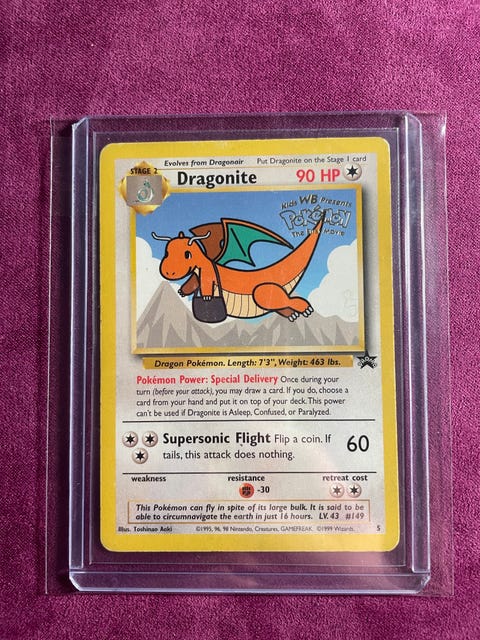 Evolves from Dragonair Put Dragonite on the Stage 1 card
STAGE 2 Dragonite 90 HP
Kids WB Presents
Pokémon
The First Movie
Dragon Pokémon. Length: 7'3", Weight: 463 lbs.
Pokémon Power: Special Delivery Once during your
turn (before your attack), you may draw a card. If you do, choose a
card from your hand and put it on top of your deck. This power
can't be used if Dragonite is Asleep, Confused, or Paralyzed.
Supersonic Flight Flip a coin. If 60
tails, this attack does nothing.
weakness resistance retreat cost
-30
This Pokémon can fly in spite of its large bulk. It is said to be
able to circumnavigate the earth in just 16 hours. LV. 43 #149
Illus. Toshinao Aoki ©1995, 96, 98 Nintendo, Creatures, GAMEFREAK. ©1999 Wizards. 5